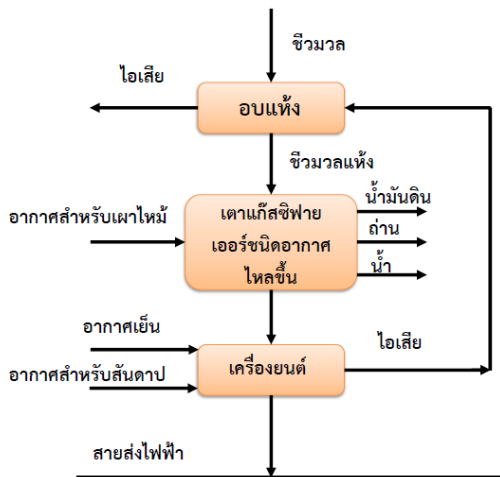 ชีวมวล
ไอเสีย
อบแห้ง
ชีวมวลแห้ง
น้ำมันดิน
อากาศสำหรับเผาไหม้
เตาแก๊สซิฟาย
เออร์ชนิดอากาศ
ไหลขึ้น
ถ่าน
น้ำ
อากาศเย็น
ไอเสีย
เครื่องยนต์
อากาศสำหรับสันดาป
สายส่งไฟฟ้า